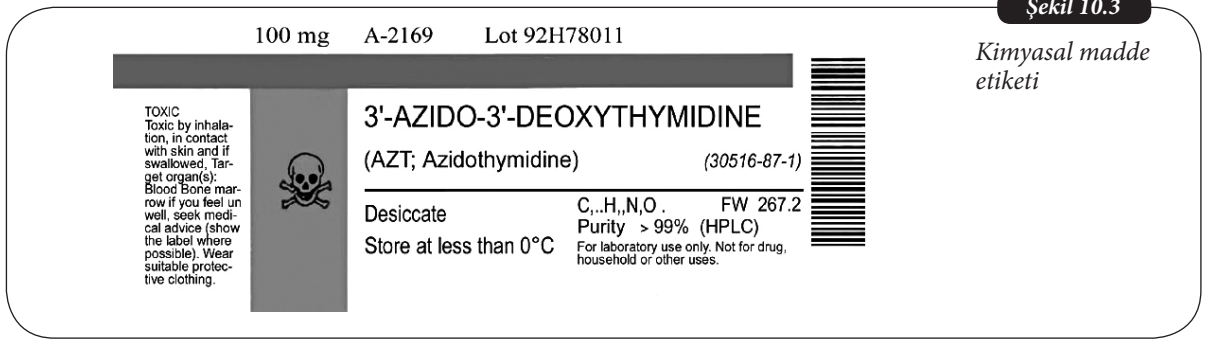 Şekil 10.3
Kimyasal madde
etiketi
100 mg A-2169 Lot 92H78011
TOXIC
Toxic by inhala-
tion, in contact
with skin and if
swallowed, Tar-
get organ(s):
Blood Bone mar-
row if you feel un
well, seek medi-
cal advice (show
the label where
possible). Wear
suitable protec-
tive clothing.
3'-AZIDO-3'-DEOXYTHYMIDINE
(AZT; Azidothymidine) (30516-87-1)
Desiccate
Store at less than 0°C
FW 267.2
Purity > 99% (HPLC)
For laboratory use only. Not for drug,
household or other uses.